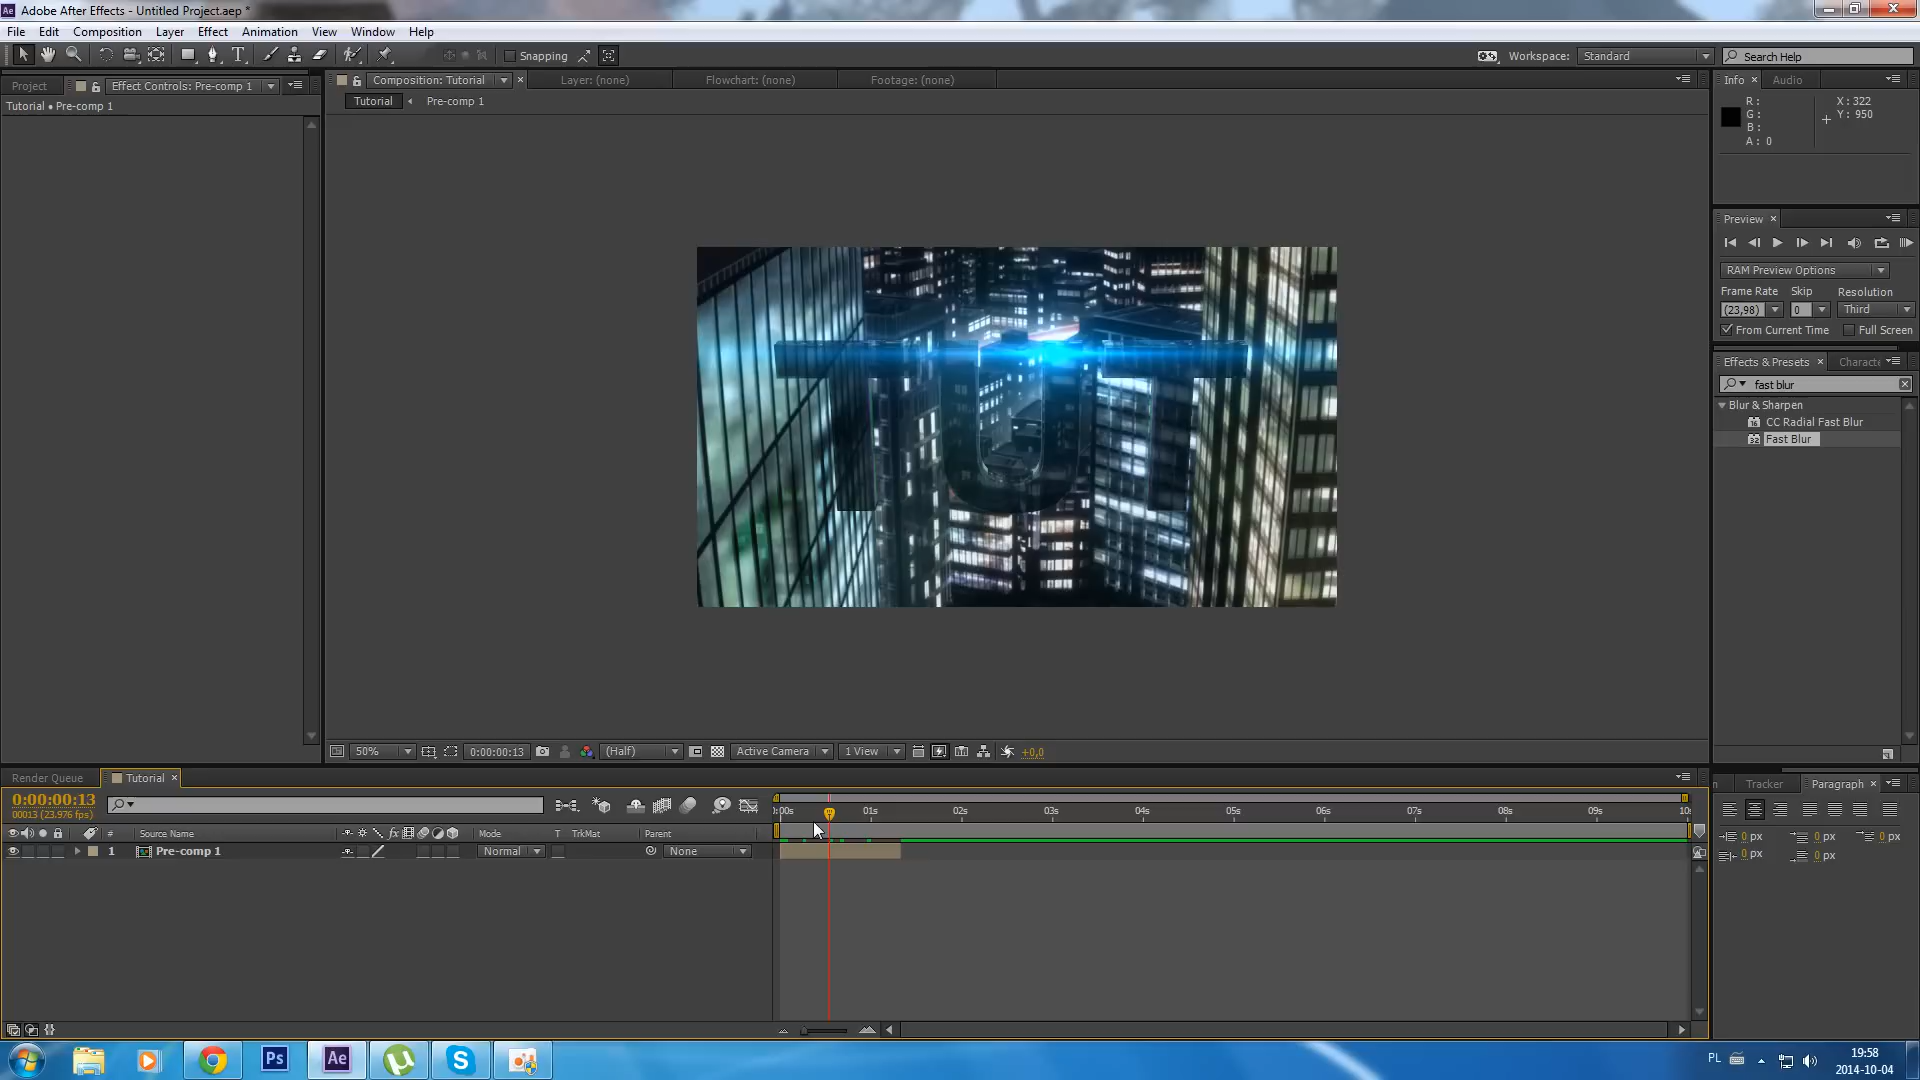 Ae Adobe After Effects - Untitled Project.aep *
File Edit Composition Layer Effect Animation View Window Help
T Snapping Workspace: Standard Search Help
Project Effect Controls: Pre-comp 1 Composition: Tutorial Layer: (none) Flowchart: (none) Footage: (none) Info Audio
Tutorial • Pre-comp 1 Tutorial Pre-comp 1
R: X: 322
G: Y: 950
B:
A: 0
Preview
RAM Preview Options
Frame Rate Skip Resolution
(23,98) 0 Third
From Current Time Full Screen
Effects & Presets Characte
fast blur
Blur & Sharpen
CC Radial Fast Blur
Fast Blur
TUT
50% 0:00:00:13 (Half) Active Camera 1 View +0,0
Render Queue Tutorial Tracker Paragraph
0:00:00:13
00013 (23.976 fps)
:00s 01s 02s 03s 04s 05s 06s 07s 08s 09s 10s
# Source Name fx Mode T TrkMat Parent
1 Pre-comp 1 Normal None
0 px 0 px 0 px
0 px 0 px
Ps Ae S
PL 19:58
2014-10-04